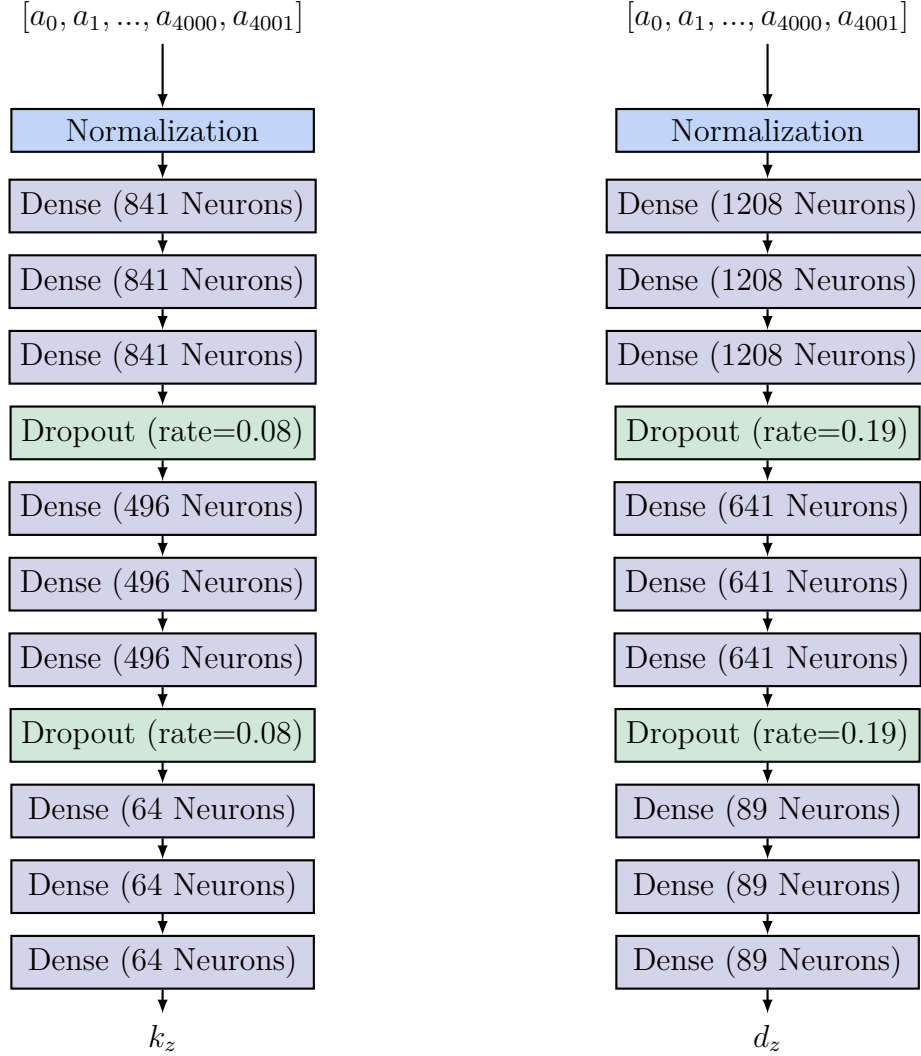 [a_0, a_1, ..., a_4000, a_4001]
Normalization
Dense (841 Neurons)
Dense (841 Neurons)
Dense (841 Neurons)
Dropout (rate=0.08)
Dense (496 Neurons)
Dense (496 Neurons)
Dense (496 Neurons)
Dropout (rate=0.08)
Dense (64 Neurons)
Dense (64 Neurons)
Dense (64 Neurons)
k_z
[a_0, a_1, ..., a_4000, a_4001]
Normalization
Dense (1208 Neurons)
Dense (1208 Neurons)
Dense (1208 Neurons)
Dropout (rate=0.19)
Dense (641 Neurons)
Dense (641 Neurons)
Dense (641 Neurons)
Dropout (rate=0.19)
Dense (89 Neurons)
Dense (89 Neurons)
Dense (89 Neurons)
d_z